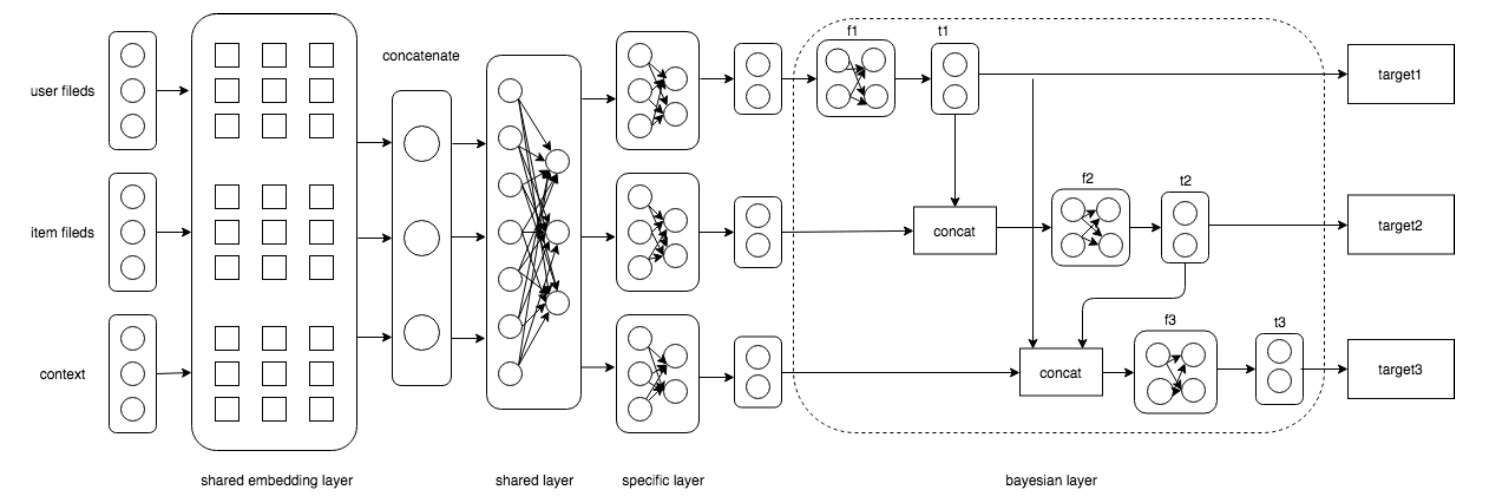 f1
t1
concatenate
target1
user fileds
f2
t2
item fileds
concat
target2
f3
t3
context
concat
target3
shared embedding layer
shared layer
specific layer
bayesian layer